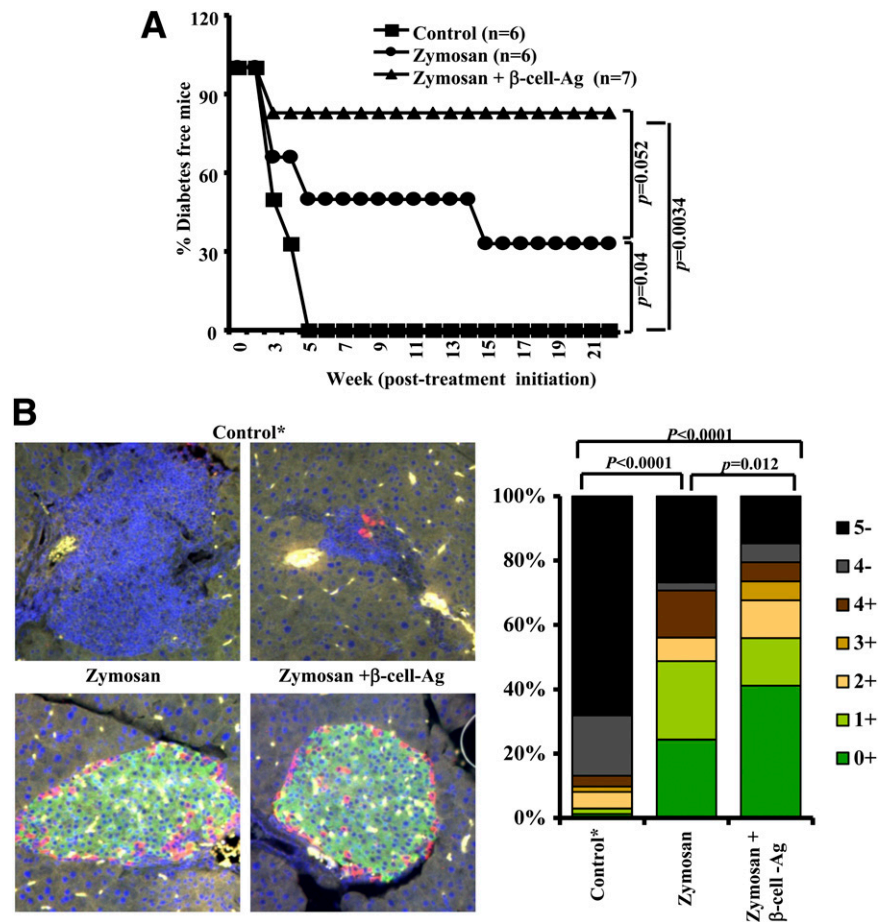 A
120
90
60
30
0
% Diabetes free mice
Control (n=6)
Zymosan (n=6)
Zymosan + β-cell-Ag (n=7)
p=0.052
p=0.04
p=0.0034
0 3 5 7 9 11 13 15 17 19 21
Week (post-treatment initiation)
B
Control*
Zymosan
Zymosan +β-cell-Ag
P<0.0001
P<0.0001
p=0.012
100%
80%
60%
40%
20%
0%
Control*
Zymosan
Zymosan +
β-cell -Ag
5-
4-
4+
3+
2+
1+
0+